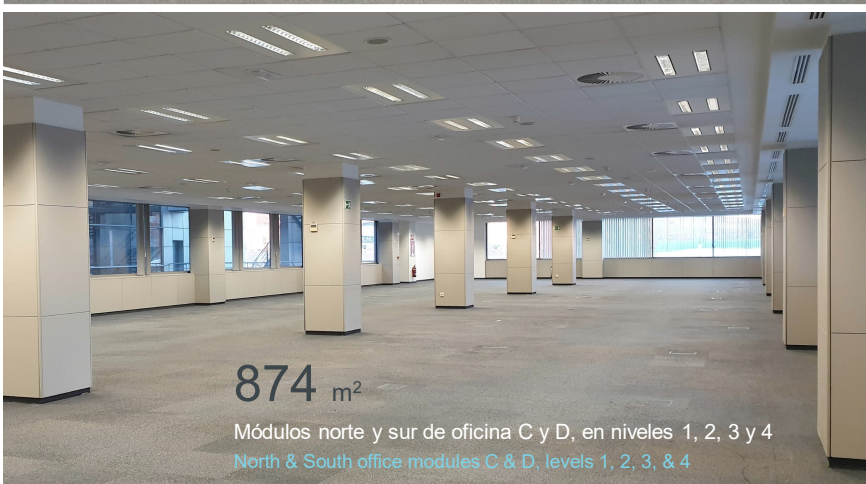 874 m²
Módulos norte y sur de oficina C y D, en niveles 1, 2, 3 y 4
North & South office modules C & D, levels 1, 2, 3, & 4